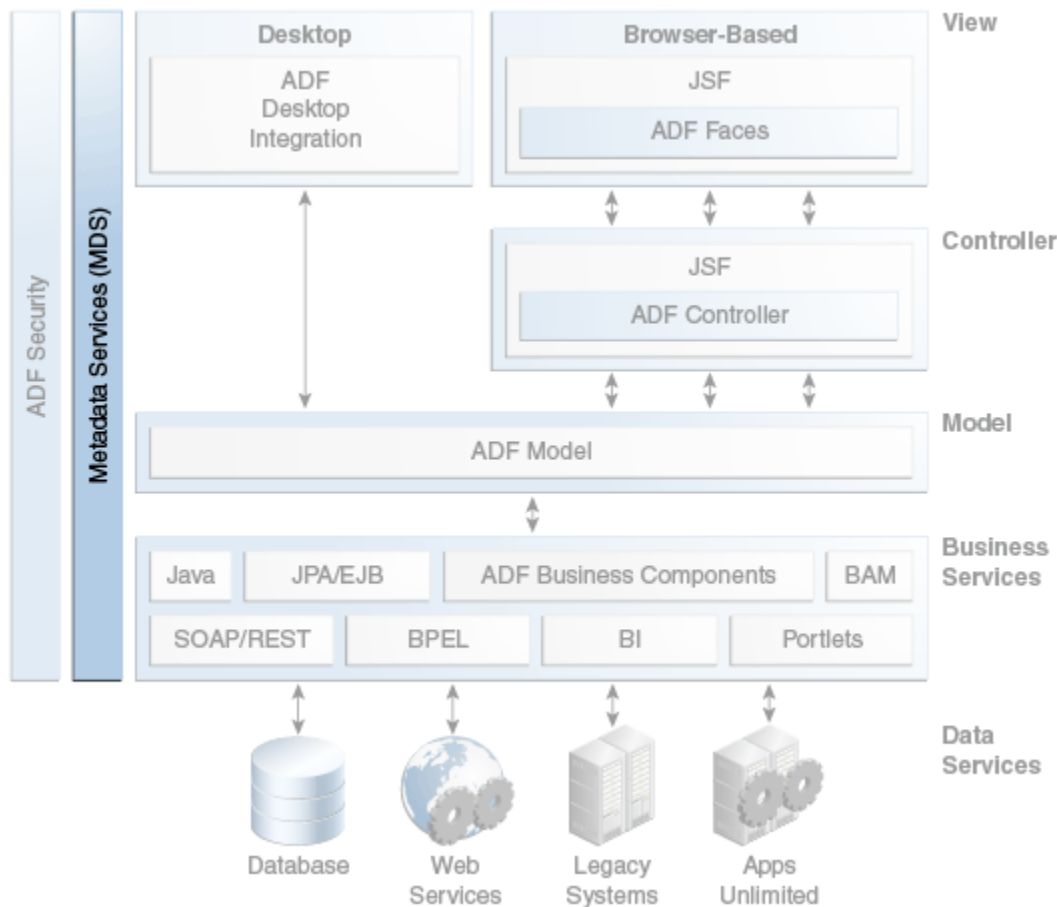 ADF Security
Metadata Services (MDS)
Desktop
ADF
Desktop
Integration
Browser-Based
JSF
ADF Faces
View
JSF
ADF Controller
Controller
ADF Model
Model
Java
JPA/EJB
ADF Business Components
BAM
SOAP/REST
BPEL
BI
Portlets
Business
Services
Data
Services
Database
Web
Services
Legacy
Systems
Apps
Unlimited